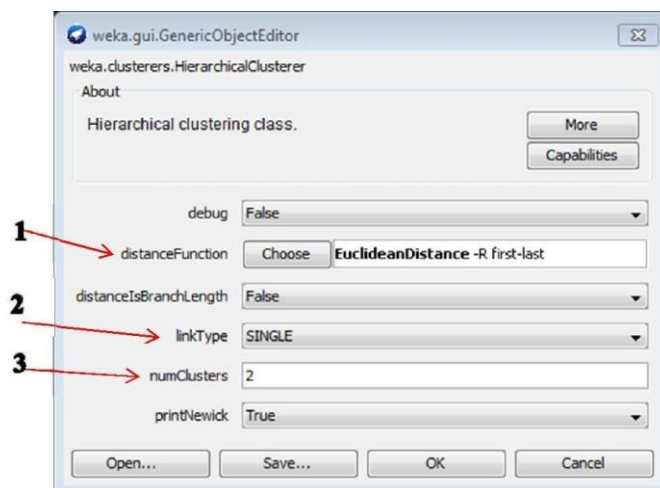 weka.gui.GenericObjectEditor
weka.clusterers.HierarchicalClusterer
About
Hierarchical clustering class.
More
Capabilities
debug False
1
distanceFunction Choose EuclideanDistance -R first-last
distanceIsBranchLength False
2
linkType SINGLE
3
numClusters 2
printNewick True
Open... Save... OK Cancel